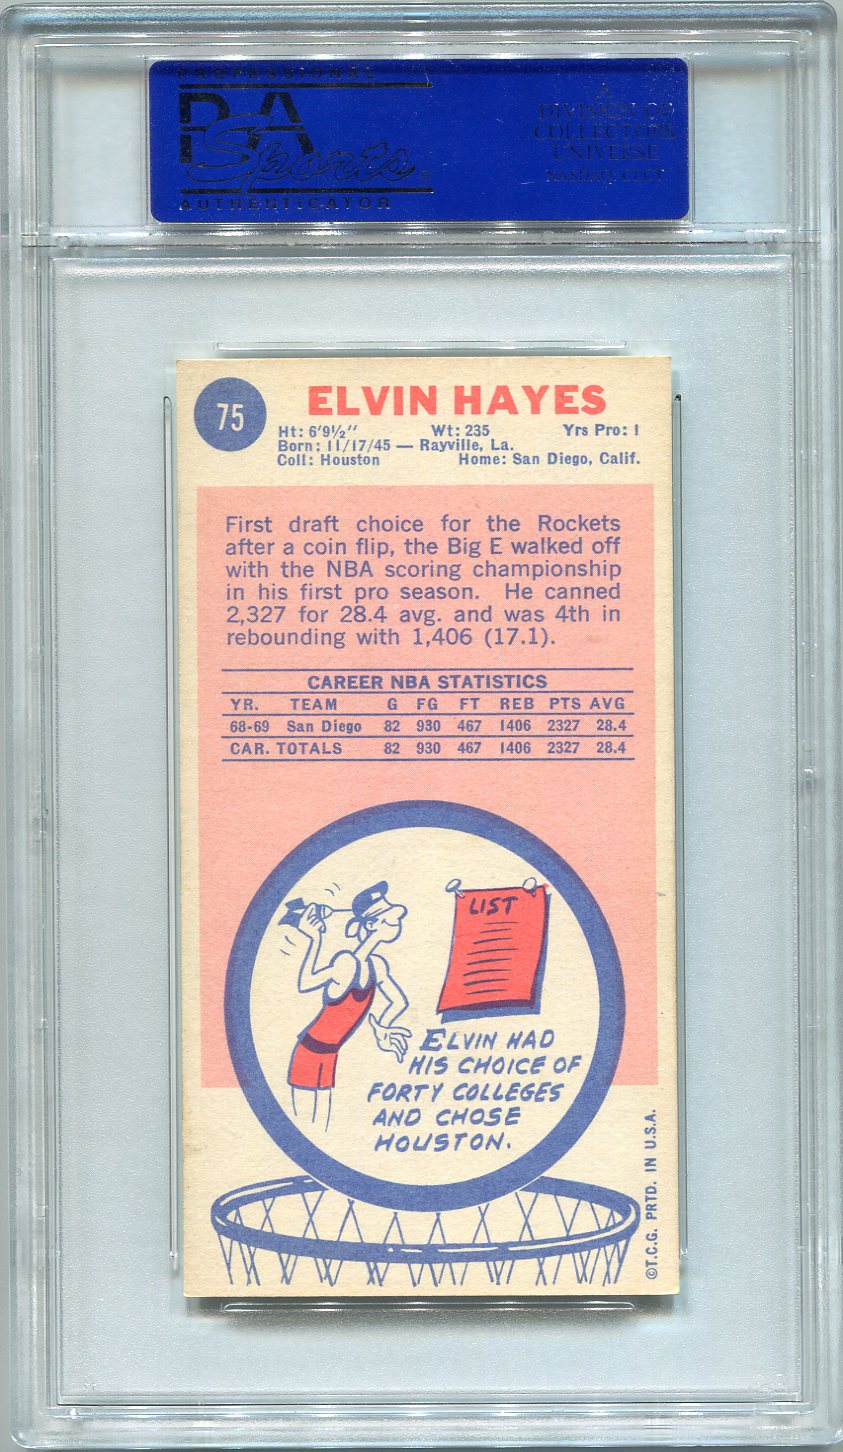 PROFESSIONAL
PSA
Sports
AUTHENTICATOR
A
DIVISION OF
COLLECTORS
UNIVERSE
NASDAQ: CLCT
75
ELVIN HAYES
Ht: 6'9½" Wt: 235 Yrs Pro: 1
Born: 11/17/45 — Rayville, La.
Coll: Houston Home: San Diego, Calif.
First draft choice for the Rockets
after a coin flip, the Big E walked off
with the NBA scoring championship
in his first pro season. He canned
2,327 for 28.4 avg. and was 4th in
rebounding with 1,406 (17.1).
CAREER NBA STATISTICS
YR. TEAM G FG FT REB PTS AVG
68-69 San Diego 82 930 467 1406 2327 28.4
CAR. TOTALS 82 930 467 1406 2327 28.4
LIST
ELVIN HAD
HIS CHOICE OF
FORTY COLLEGES
AND CHOSE
HOUSTON.
©T.C.G. PRTD. IN U.S.A.